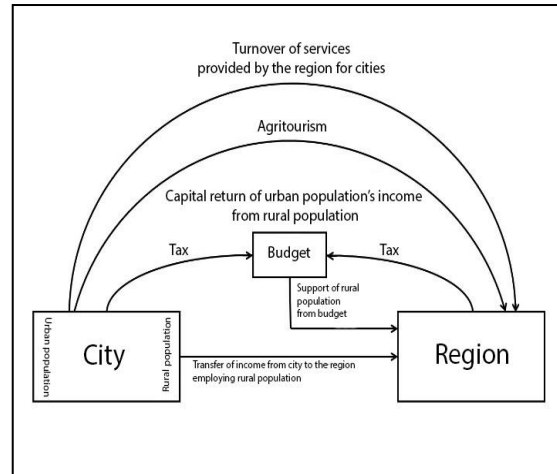 Turnover of services
provided by the region for cities
Agritourism
Capital return of urban population's income
from rural population
Tax
Budget
Tax
Support of rural
population
from budget
Urban population
City
Rural population
Region
Transfer of income from city to the region
employing rural population